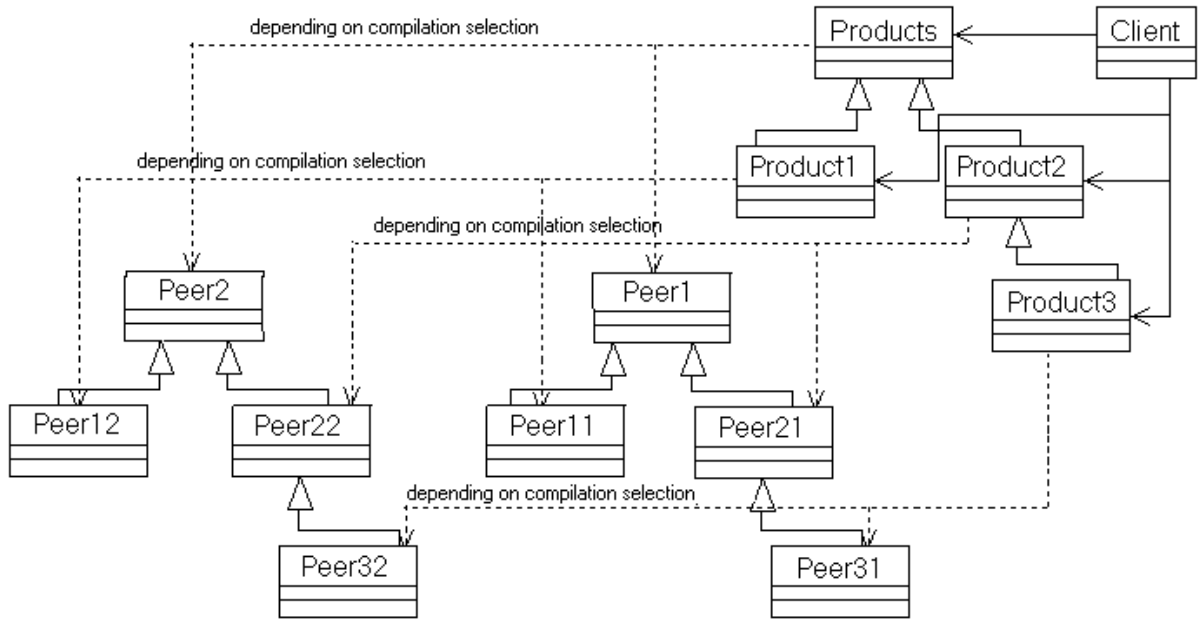 depending on compilation selection
Products
Client
depending on compilation selection
Product1
Product2
depending on compilation selection
Peer2
Peer1
Product3
Peer12
Peer22
Peer11
Peer21
depending on compilation selection
Peer32
Peer31